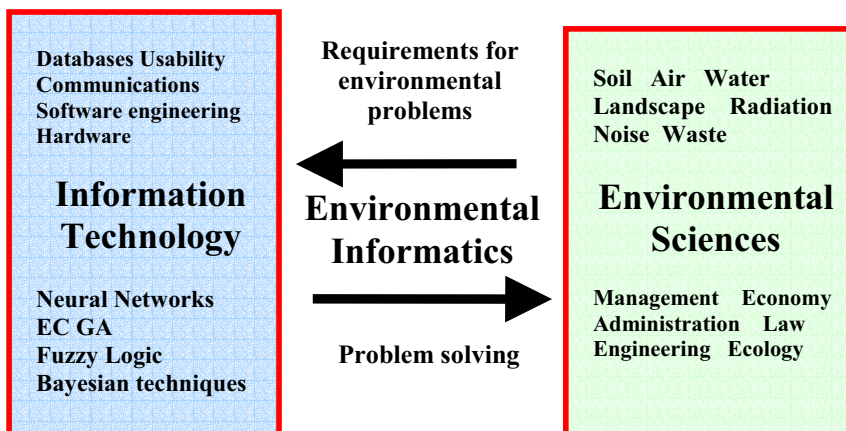 Databases Usability
Communications
Software engineering
Hardware
Information
Technology
Neural Networks
EC GA
Fuzzy Logic
Bayesian techniques
Requirements for
environmental
problems
Environmental
Informatics
Problem solving
Soil Air Water
Landscape Radiation
Noise Waste
Environmental
Sciences
Management Economy
Administration Law
Engineering Ecology